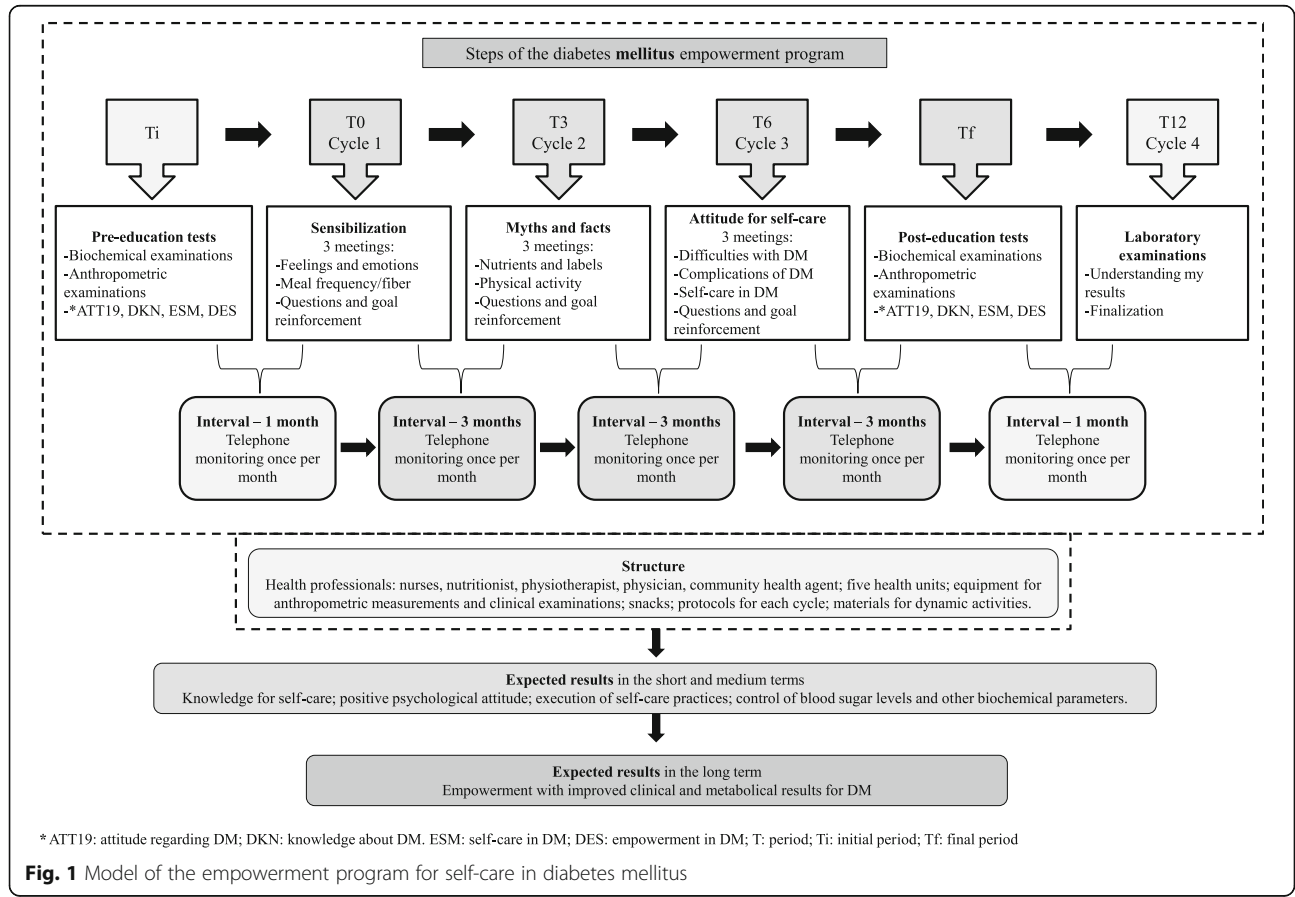 Steps of the diabetes mellitus empowerment program
Ti
T0
Cycle 1
T3
Cycle 2
T6
Cycle 3
Tf
T12
Cycle 4
Pre-education tests
-Biochemical examinations
-Anthropometric
examinations
-*ATT19, DKN, ESM, DES
Sensibilization
3 meetings:
-Feelings and emotions
-Meal frequency/fiber
-Questions and goal
reinforcement
Myths and facts
3 meetings:
-Nutrients and labels
-Physical activity
-Questions and goal
reinforcement
Attitude for self-care
3 meetings:
-Difficulties with DM
-Complications of DM
-Self-care in DM
-Questions and goal
reinforcement
Post-education tests
-Biochemical examinations
-Anthropometric
examinations
-*ATT19, DKN, ESM, DES
Laboratory
examinations
-Understanding my
results
-Finalization
Interval – 1 month
Telephone
monitoring once per
month
Interval – 3 months
Telephone
monitoring once per
month
Interval – 3 months
Telephone
monitoring once per
month
Interval – 3 months
Telephone
monitoring once per
month
Interval – 1 month
Telephone
monitoring once per
month
Structure
Health professionals: nurses, nutritionist, physiotherapist, physician, community health agent; five health units; equipment for
anthropometric measurements and clinical examinations; snacks; protocols for each cycle; materials for dynamic activities.
Expected results in the short and medium terms
Knowledge for self-care; positive psychological attitude; execution of self-care practices; control of blood sugar levels and other biochemical parameters.
Expected results in the long term
Empowerment with improved clinical and metabolical results for DM
* ATT19: attitude regarding DM; DKN: knowledge about DM. ESM: self-care in DM; DES: empowerment in DM; T: period; Ti: initial period; Tf: final period
Fig. 1 Model of the empowerment program for self-care in diabetes mellitus